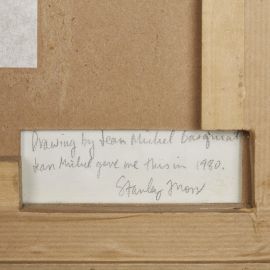 Drawing by Jean Michel Basquiat
Jean Michel gave me this in 1980.
Stanley Moss